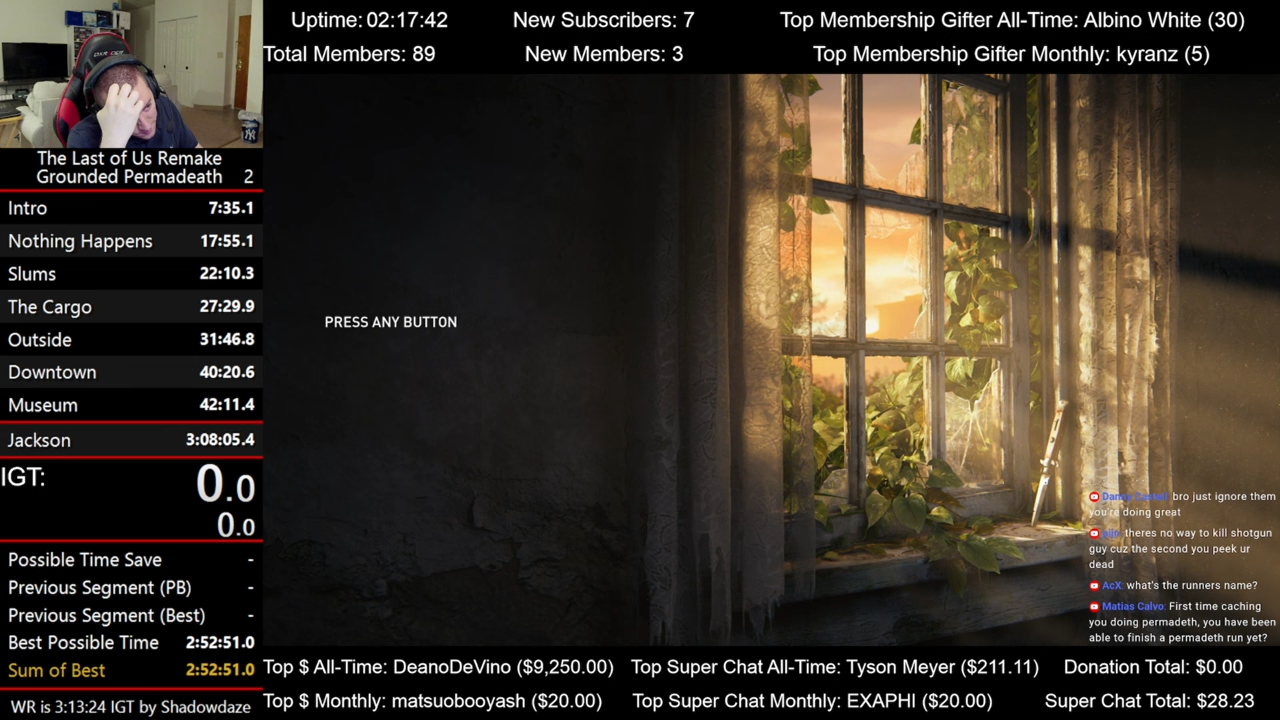 Uptime: 02:17:42
New Subscribers: 7
Top Membership Gifter All-Time: Albino White (30)
Total Members: 89
New Members: 3
Top Membership Gifter Monthly: kyranz (5)
The Last of Us Remake
Grounded Permadeath 2
Intro 7:35.1
Nothing Happens 17:55.1
Slums 22:10.3
The Cargo 27:29.9
Outside 31:46.8
Downtown 40:20.6
Museum 42:11.4
Jackson 3:08:05.4
IGT: 0.0
0.0
Possible Time Save -
Previous Segment (PB) -
Previous Segment (Best) -
Best Possible Time 2:52:51.0
Sum of Best 2:52:51.0
WR is 3:13:24 IGT by Shadowdaze
PRESS ANY BUTTON
bro just ignore them
you're doing great
theres no way to kill shotgun
guy cuz the second you peek ur
dead
AcX: what's the runners name?
Matias Calvo: First time caching
you doing permadeth, you have been
able to finish a permadeth run yet?
Top $ All-Time: DeanoDeVino ($9,250.00)
Top Super Chat All-Time: Tyson Meyer ($211.11)
Donation Total: $0.00
Top $ Monthly: matsuobooyash ($20.00)
Top Super Chat Monthly: EXAPHI ($20.00)
Super Chat Total: $28.23